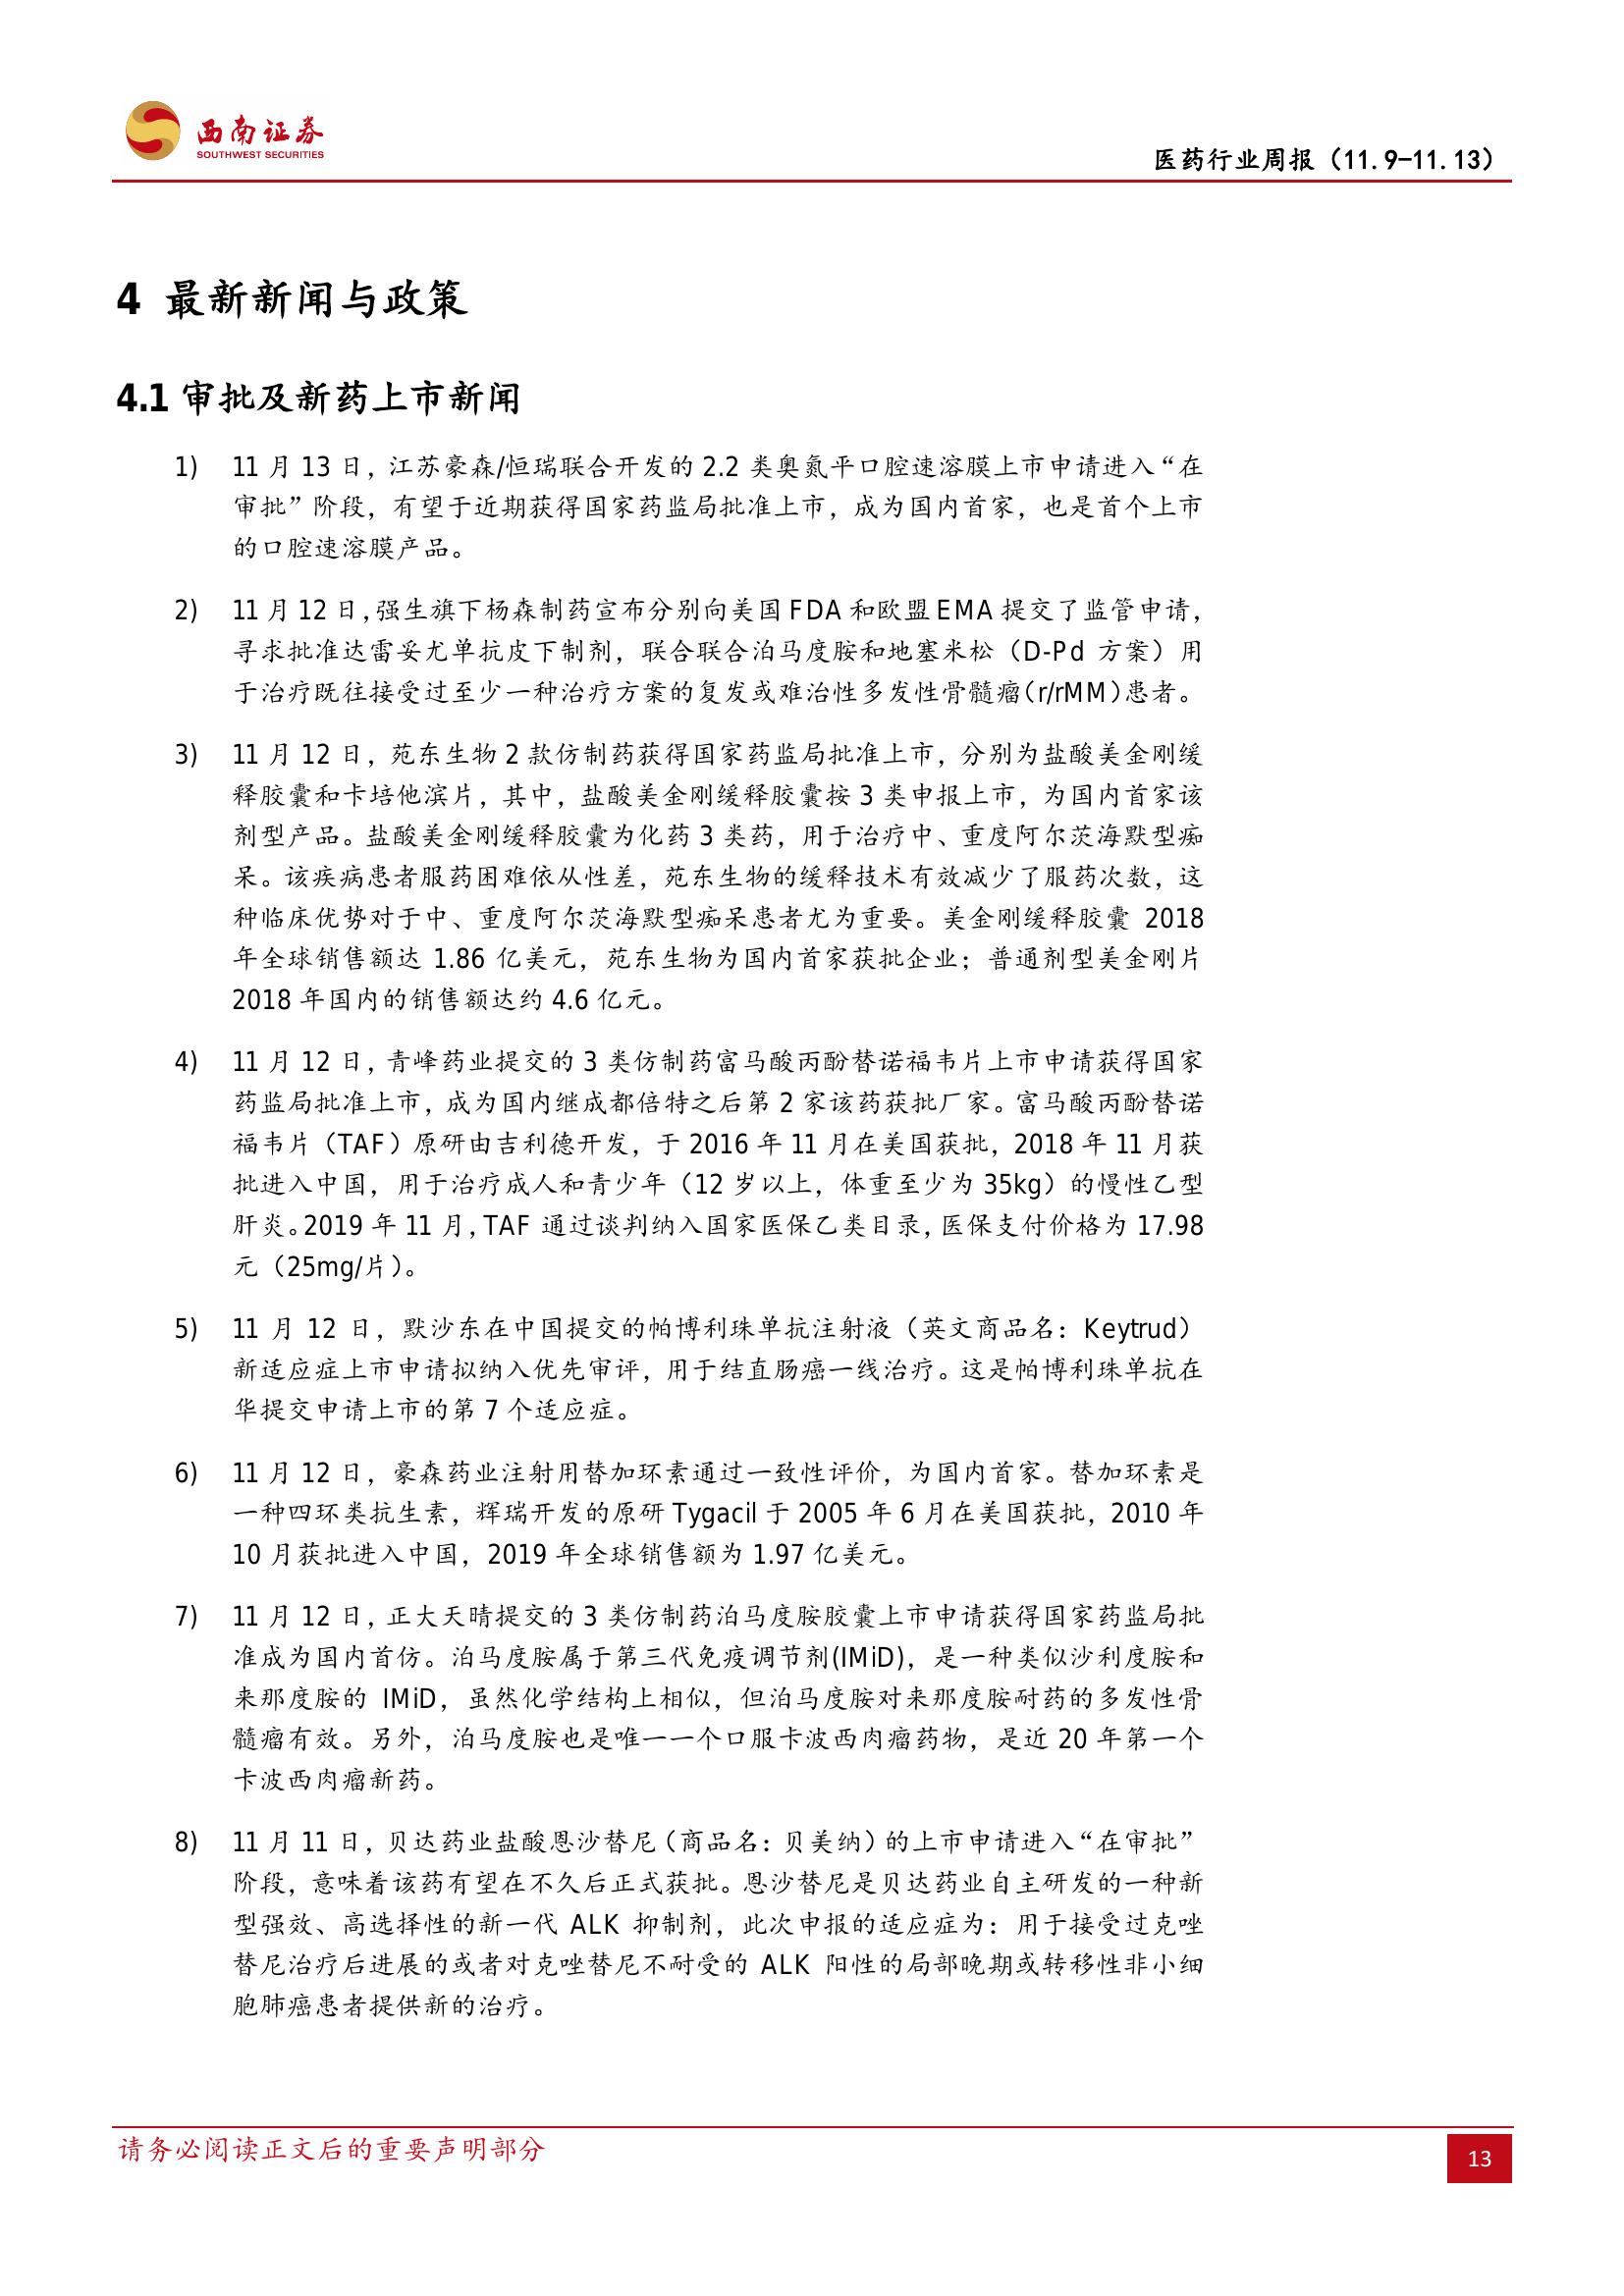 西南证券
SOUTHWEST SECURITIES
医药行业周报（11.9-11.13）
4 最新新闻与政策
4.1 审批及新药上市新闻
1) 11 月 13 日，江苏豪森/恒瑞联合开发的 2.2 类奥氮平口腔速溶膜上市申请进入“在
审批”阶段，有望于近期获得国家药监局批准上市，成为国内首家，也是首个上市
的口腔速溶膜产品。
2) 11 月 12 日，强生旗下杨森制药宣布分别向美国 FDA 和欧盟 EMA 提交了监管申请，
寻求批准达雷妥尤单抗皮下制剂，联合联合泊马度胺和地塞米松（D-Pd 方案）用
于治疗既往接受过至少一种治疗方案的复发或难治性多发性骨髓瘤（r/rMM）患者。
3) 11 月 12 日，苑东生物 2 款仿制药获得国家药监局批准上市，分别为盐酸美金刚缓
释胶囊和卡培他滨片，其中，盐酸美金刚缓释胶囊按 3 类申报上市，为国内首家该
剂型产品。盐酸美金刚缓释胶囊为化药 3 类药，用于治疗中、重度阿尔茨海默型痴
呆。该疾病患者服药困难依从性差，苑东生物的缓释技术有效减少了服药次数，这
种临床优势对于中、重度阿尔茨海默型痴呆患者尤为重要。美金刚缓释胶囊 2018
年全球销售额达 1.86 亿美元，苑东生物为国内首家获批企业；普通剂型美金刚片
2018 年国内的销售额达约 4.6 亿元。
4) 11 月 12 日，青峰药业提交的 3 类仿制药富马酸丙酚替诺福韦片上市申请获得国家
药监局批准上市，成为国内继成都倍特之后第 2 家该药获批厂家。富马酸丙酚替诺
福韦片（TAF）原研由吉利德开发，于 2016 年 11 月在美国获批，2018 年 11 月获
批进入中国，用于治疗成人和青少年（12 岁以上，体重至少为 35kg）的慢性乙型
肝炎。2019 年 11 月，TAF 通过谈判纳入国家医保乙类目录，医保支付价格为 17.98
元（25mg/片）。
5) 11 月 12 日，默沙东在中国提交的帕博利珠单抗注射液（英文商品名：Keytrud）
新适应症上市申请拟纳入优先审评，用于结直肠癌一线治疗。这是帕博利珠单抗在
华提交申请上市的第 7 个适应症。
6) 11 月 12 日，豪森药业注射用替加环素通过一致性评价，为国内首家。替加环素是
一种四环类抗生素，辉瑞开发的原研 Tygacil 于 2005 年 6 月在美国获批，2010 年
10 月获批进入中国，2019 年全球销售额为 1.97 亿美元。
7) 11 月 12 日，正大天晴提交的 3 类仿制药泊马度胺胶囊上市申请获得国家药监局批
准成为国内首仿。泊马度胺属于第三代免疫调节剂(IMiD)，是一种类似沙利度胺和
来那度胺的 IMiD，虽然化学结构上相似，但泊马度胺对来那度胺耐药的多发性骨
髓瘤有效。另外，泊马度胺也是唯一一个口服卡波西肉瘤药物，是近 20 年第一个
卡波西肉瘤新药。
8) 11 月 11 日，贝达药业盐酸恩沙替尼（商品名：贝美纳）的上市申请进入“在审批”
阶段，意味着该药有望在不久后正式获批。恩沙替尼是贝达药业自主研发的一种新
型强效、高选择性的新一代 ALK 抑制剂，此次申报的适应症为：用于接受过克唑
替尼治疗后进展的或者对克唑替尼不耐受的 ALK 阳性的局部晚期或转移性非小细
胞肺癌患者提供新的治疗。
请务必阅读正文后的重要声明部分
13